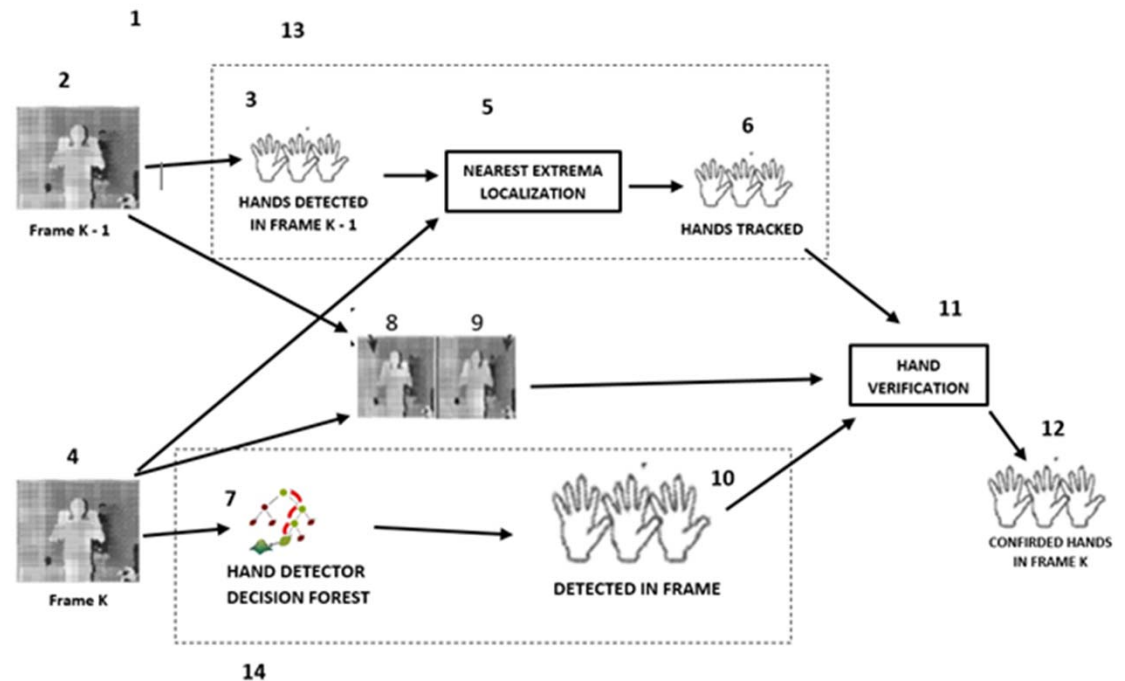 1
13
2
3
5
6
NEAREST EXTREMA
LOCALIZATION
HANDS DETECTED
IN FRAME K - 1
Frame K - 1
HANDS TRACKED
8
9
11
HAND
VERIFICATION
4
7
10
12
HAND DETECTOR
DECISION FOREST
DETECTED IN FRAME
CONFIRDED HANDS
IN FRAME K
Frame K
14